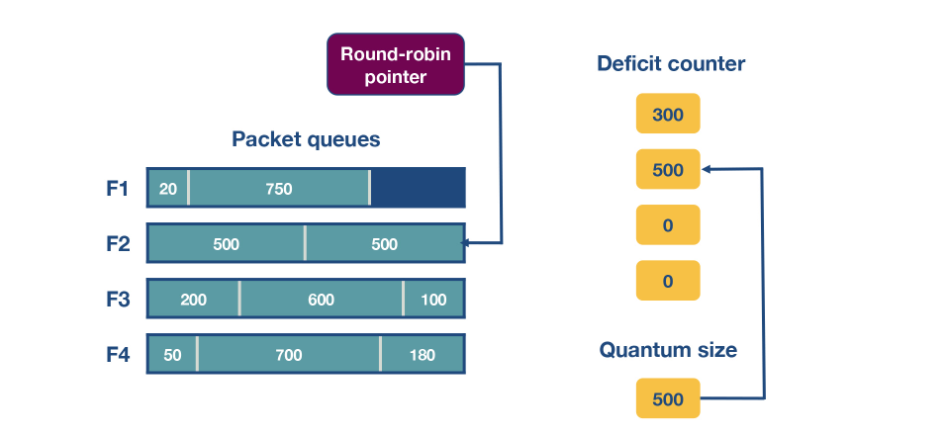 Round-robin
pointer
Deficit counter
300
Packet queues
500
F1 20 750
0
F2 500 500
0
F3 200 600 100
Quantum size
F4 50 700 180
500